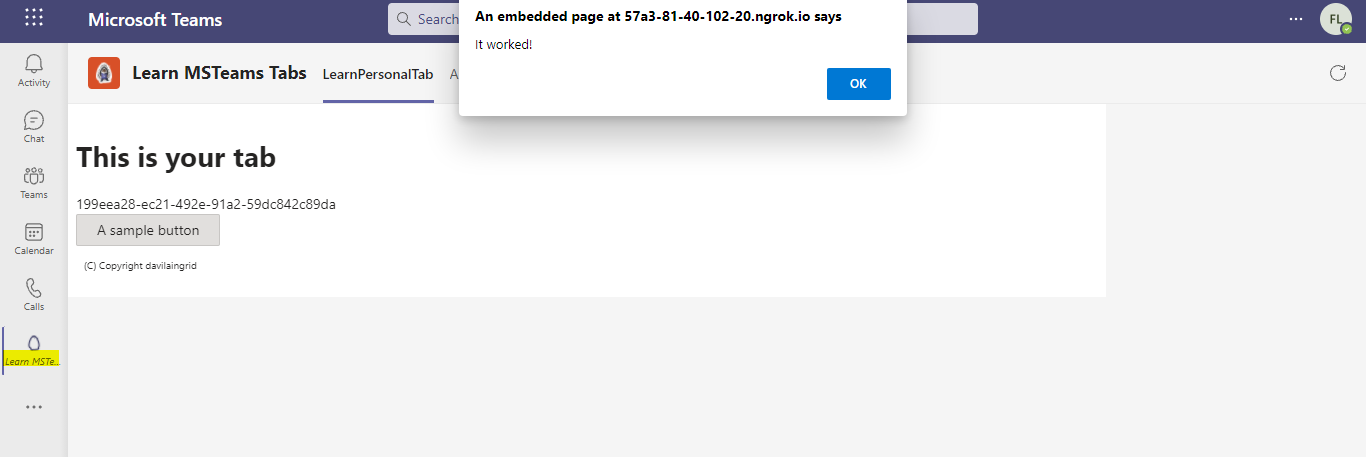 Microsoft Teams
Search
An embedded page at 57a3-81-40-102-20.ngrok.io says
It worked!
OK
FL
Activity
Chat
Teams
Calendar
Calls
Learn MSTe...
Learn MSTeams Tabs
LearnPersonalTab
A
This is your tab
199eea28-ec21-492e-91a2-59dc842c89da
A sample button
(C) Copyright davilaingrid